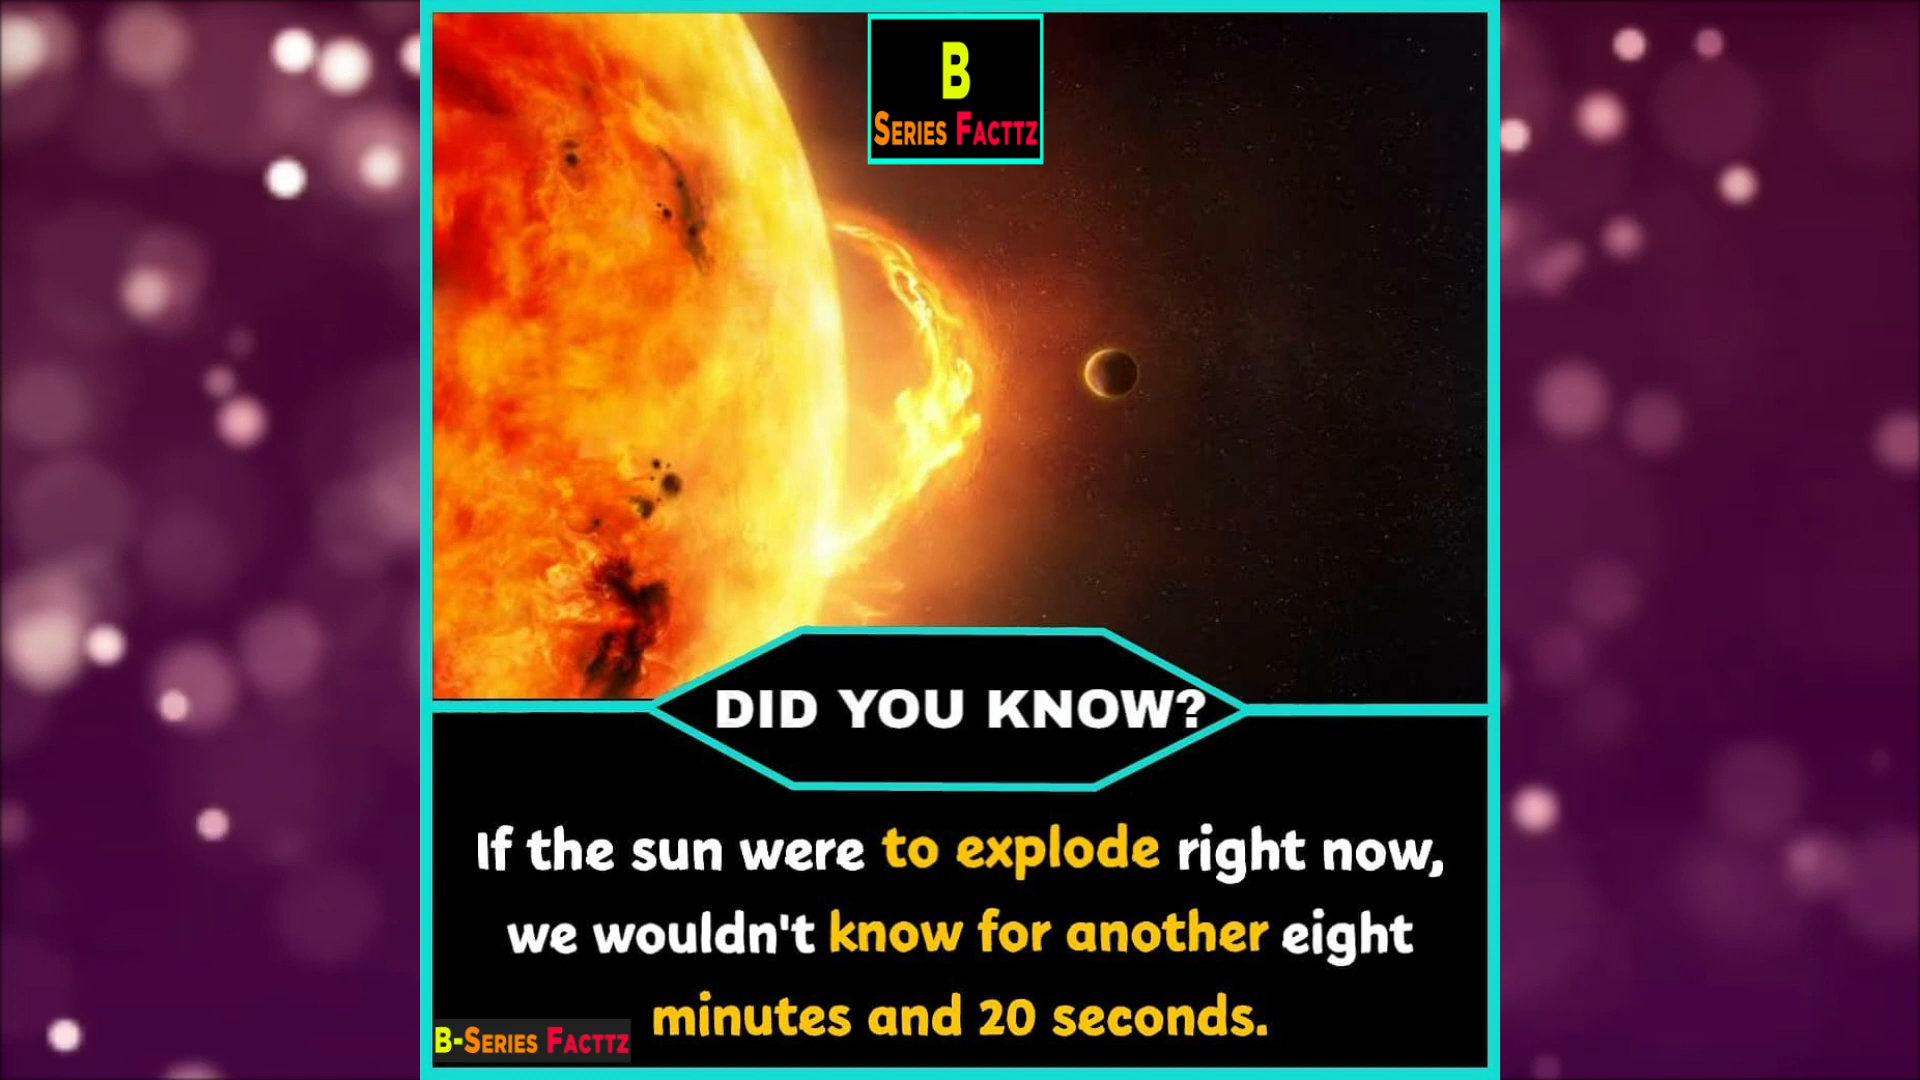 B
SERIES FACTTZ
DID YOU KNOW?
If the sun were to explode right now,
we wouldn't know for another eight
minutes and 20 seconds.
B-SERIES FACTTZ